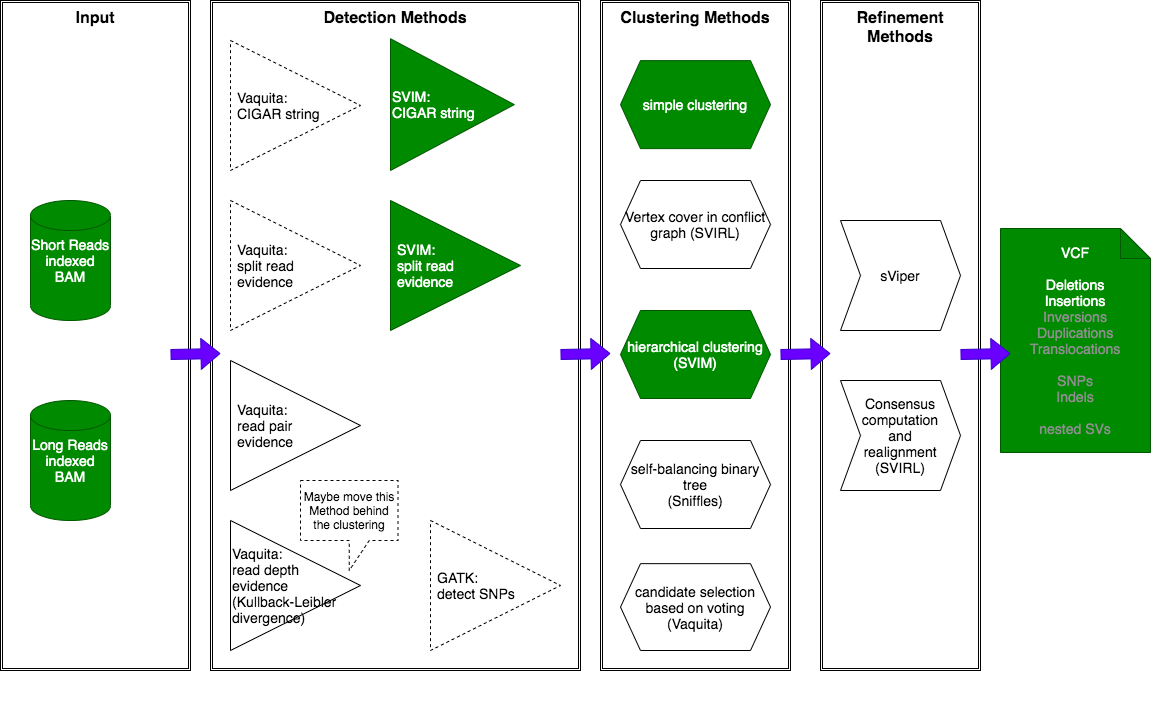 Input
Short Reads
indexed
BAM
Long Reads
indexed
BAM
Detection Methods
Vaquita:
CIGAR string
SVIM:
CIGAR string
Vaquita:
split read
evidence
SVIM:
split read
evidence
Vaquita:
read pair
evidence
Maybe move this
Method behind
the clustering
Vaquita:
read depth
evidence
(Kullback-Leibler
divergence)
GATK:
detect SNPs
Clustering Methods
simple clustering
Vertex cover in conflict
graph (SVIRL)
hierarchical clustering
(SVIM)
self-balancing binary
tree
(Sniffles)
candidate selection
based on voting
(Vaquita)
Refinement
Methods
sViper
Consensus
computation
and
realignment
(SVIRL)
VCF
Deletions
Insertions
Inversions
Duplications
Translocations
SNPs
Indels
nested SVs